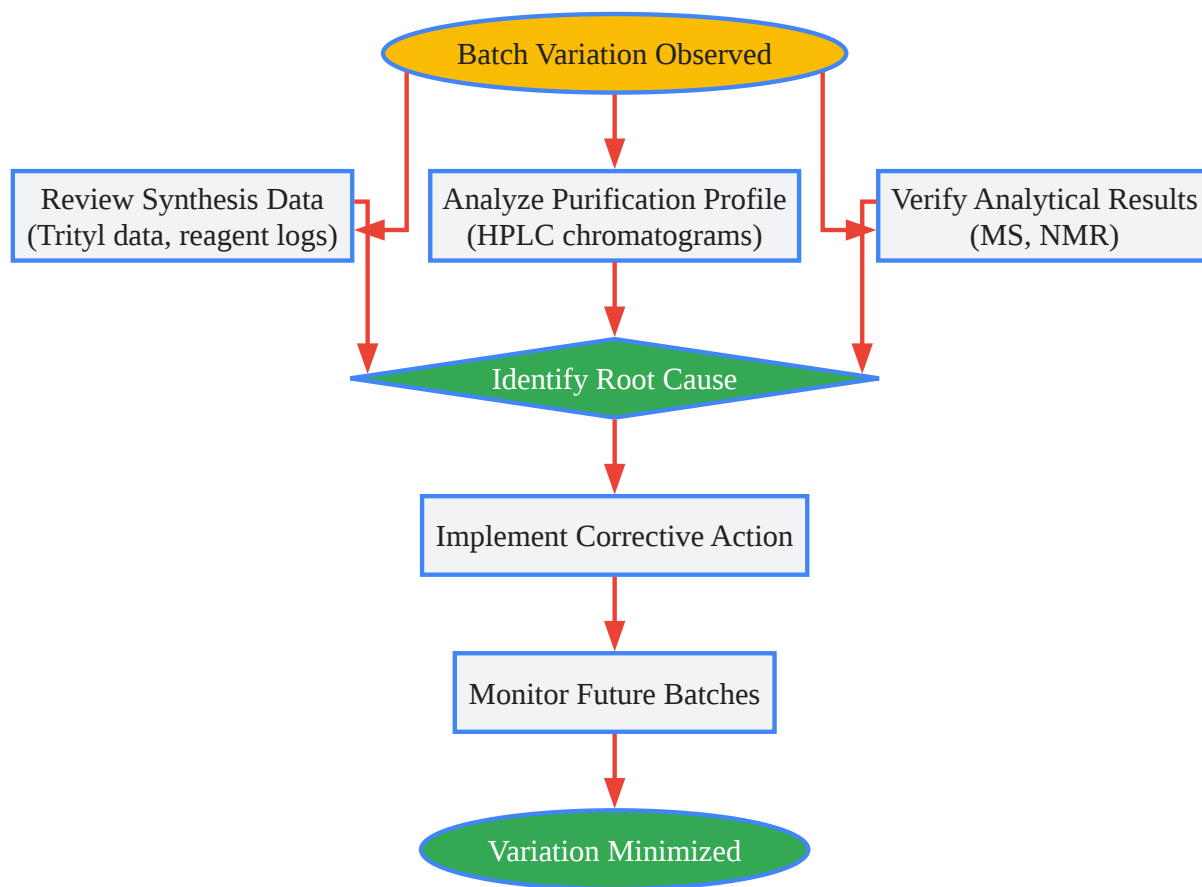 Batch Variation Observed
Review Synthesis Data
(Trityl data, reagent logs)
Analyze Purification Profile
(HPLC chromatograms)
Verify Analytical Results
(MS, NMR)
Identify Root Cause
Implement Corrective Action
Monitor Future Batches
Variation Minimized